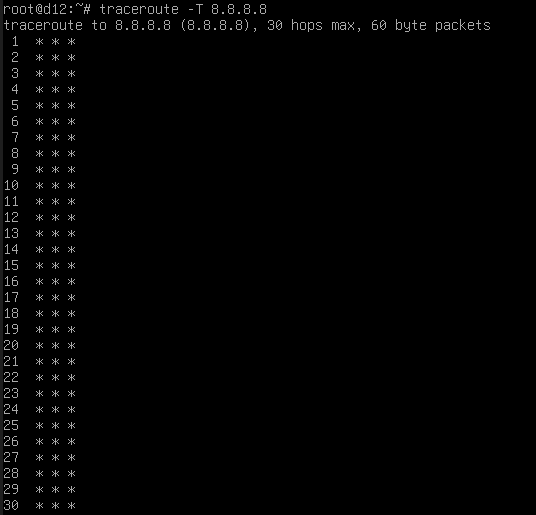 root@d12:~# traceroute -T 8.8.8.8
traceroute to 8.8.8.8 (8.8.8.8), 30 hops max, 60 byte packets
 1  * * *
 2  * * *
 3  * * *
 4  * * *
 5  * * *
 6  * * *
 7  * * *
 8  * * *
 9  * * *
10  * * *
11  * * *
12  * * *
13  * * *
14  * * *
15  * * *
16  * * *
17  * * *
18  * * *
19  * * *
20  * * *
21  * * *
22  * * *
23  * * *
24  * * *
25  * * *
26  * * *
27  * * *
28  * * *
29  * * *
30  * * *